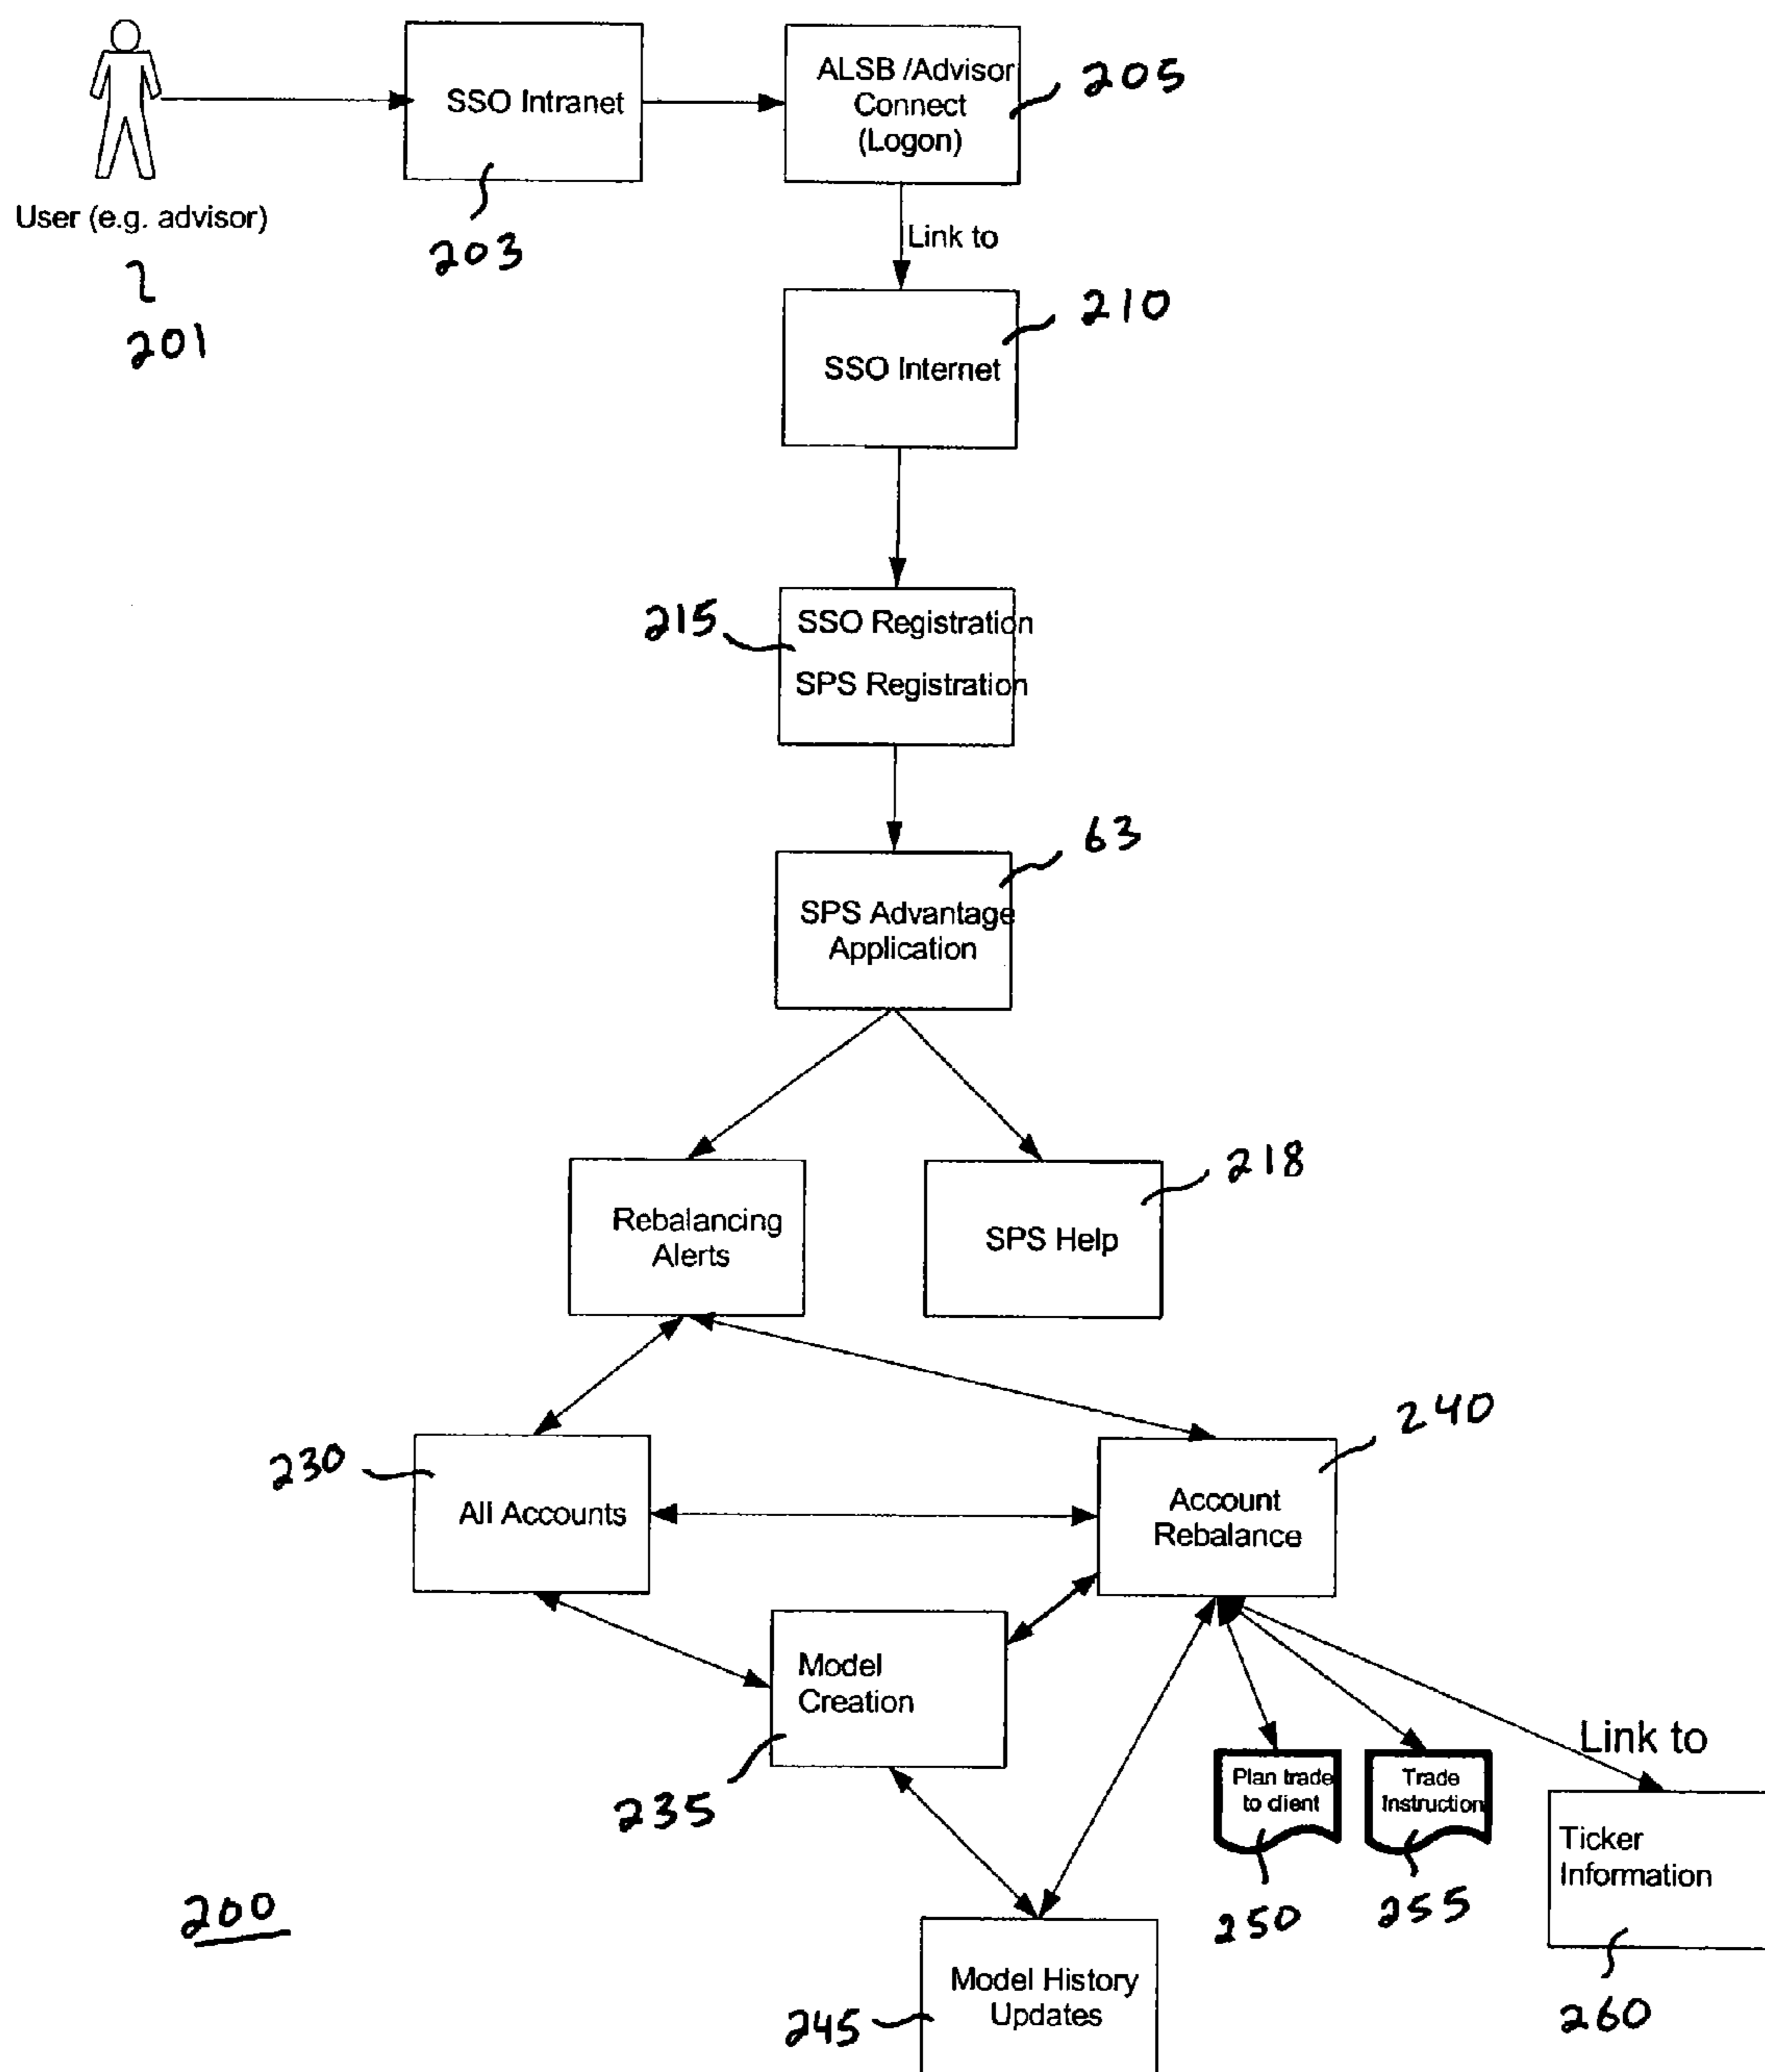 SSO Intranet
ALSB /Advisor
Connect
(Logon)
205
User (e.g. advisor)
201
203
Link to
SSO Internet
210
215
SSO Registration
SPS Registration
63
SPS Advantage
Application
Rebalancing
Alerts
SPS Help
218
230
All Accounts
240
Account
Rebalance
Model
Creation
235
Plan trade
to client
250
Trade
Instruction
255
Link to
Ticker
Information
260
200
Model History
Updates
245